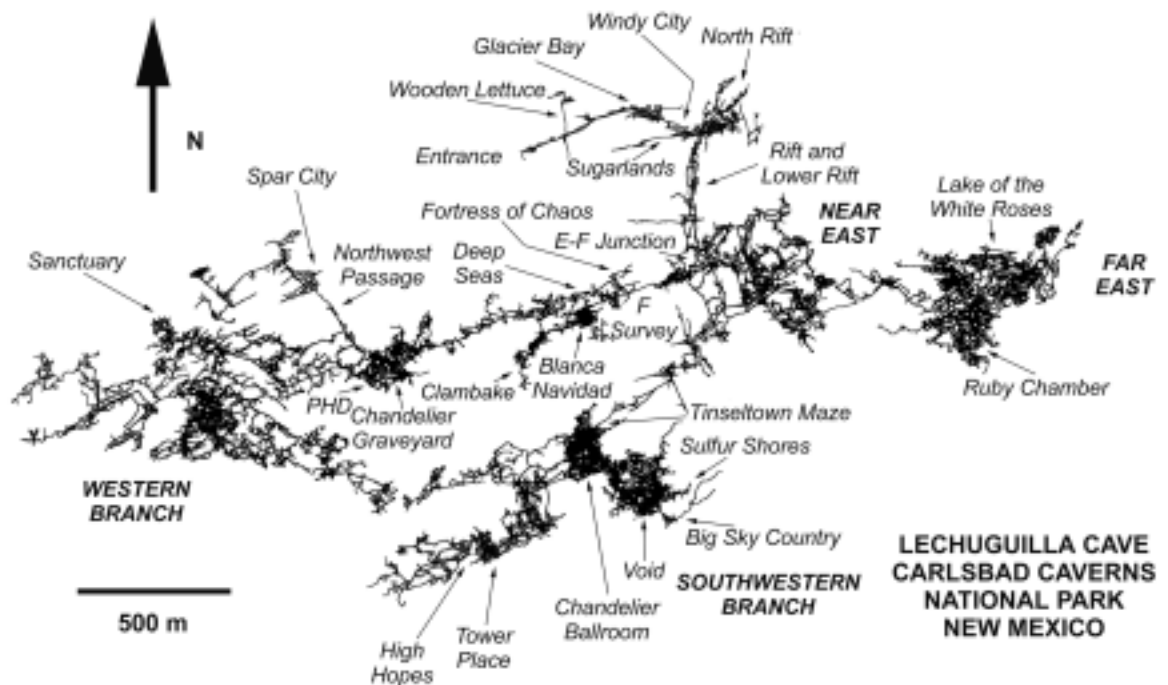 Windy City
Glacier Bay
North Rift
Wooden Lettuce
N
Entrance
Sugarlands
Rift and
Lower Rift
Spar City
Lake of the
White Roses
Fortress of Chaos
NEAR
EAST
E-F Junction
Northwest
Passage
Deep
Seas
Sanctuary
FAR
EAST
F
Survey
Blanca
Navidad
Clambake
PHD
Chandelier
Graveyard
Ruby Chamber
Tinseltown Maze
Sulfur Shores
WESTERN
BRANCH
Big Sky Country
Void
SOUTHWESTERN
BRANCH
LECHUGUILLA CAVE
CARLSBAD CAVERNS
NATIONAL PARK
NEW MEXICO
500 m
Chandelier
Ballroom
Tower
Place
High
Hopes